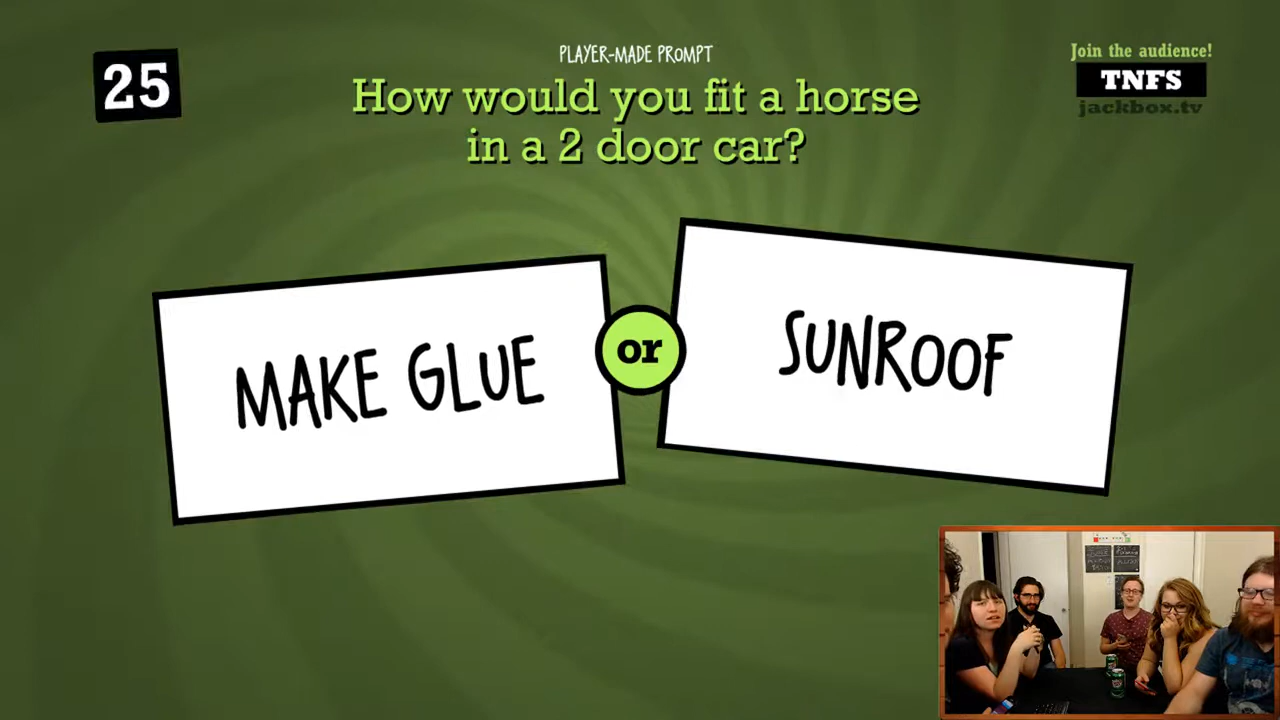 25
PLAYER-MADE PROMPT
How would you fit a horse
in a 2 door car?
Join the audience!
TNFS
jackbox.tv
MAKE GLUE
or
SUNROOF